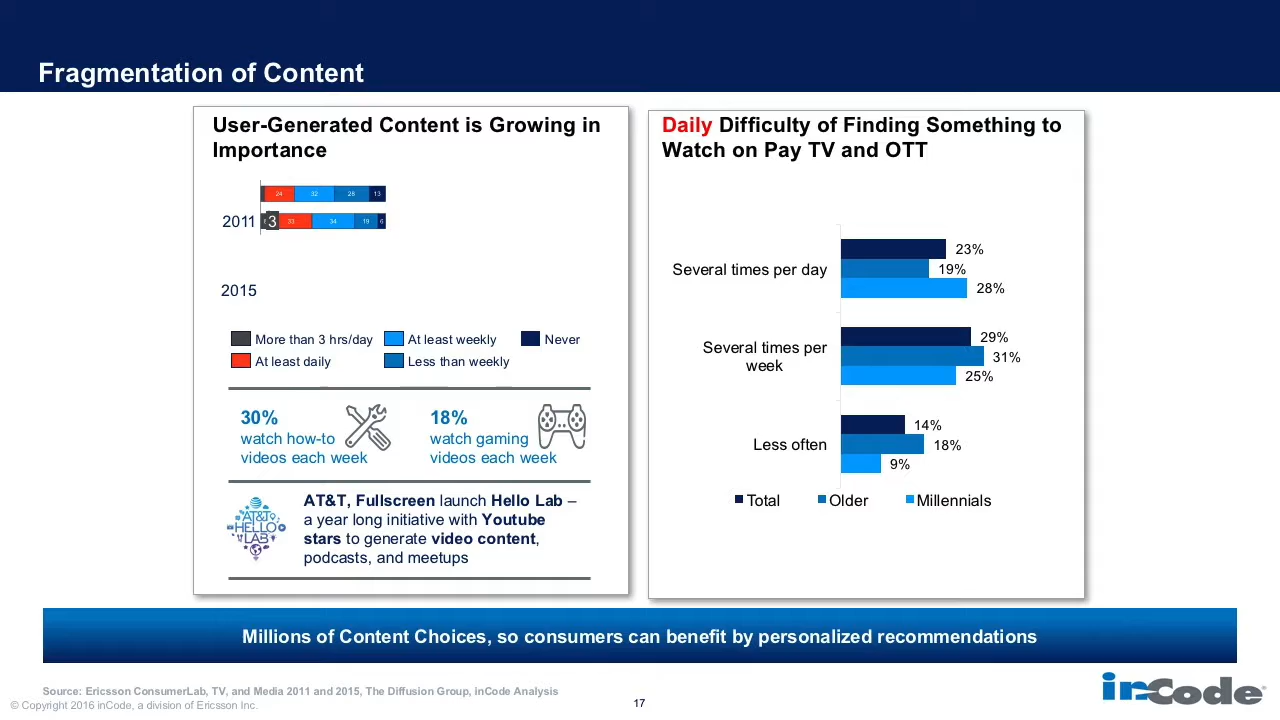 Fragmentation of Content
User-Generated Content is Growing in
Importance
24 32 28 13
2011 3 33 34 19 6
2015
More than 3 hrs/day At least weekly Never
At least daily Less than weekly
30%
watch how-to
videos each week
18%
watch gaming
videos each week
AT&T
HELLO
LAB
AT&T, Fullscreen launch Hello Lab –
a year long initiative with Youtube
stars to generate video content,
podcasts, and meetups
Daily Difficulty of Finding Something to
Watch on Pay TV and OTT
23%
Several times per day 19%
28%
29%
Several times per
week
31%
25%
14%
Less often 18%
9%
Total Older Millennials
Millions of Content Choices, so consumers can benefit by personalized recommendations
Source: Ericsson ConsumerLab, TV, and Media 2011 and 2015, The Diffusion Group, inCode Analysis
© Copyright 2016 inCode, a division of Ericsson Inc.
17
inCode